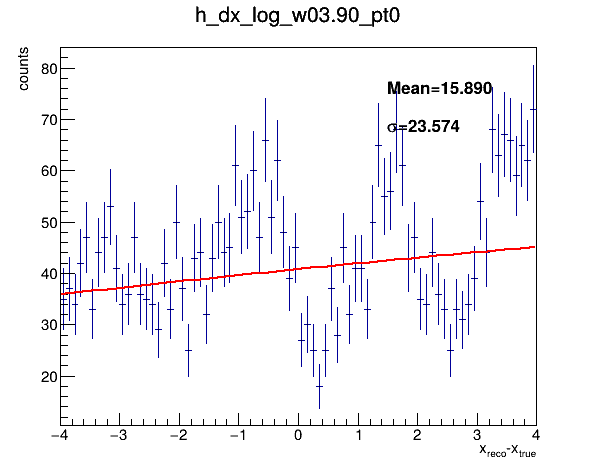 h_dx_log_w03.90_pt0
counts
Mean=15.890
σ=23.574
80
70
60
50
40
30
20
−4 −3 −2 −1 0 1 2 3 4
x_reco-x_true